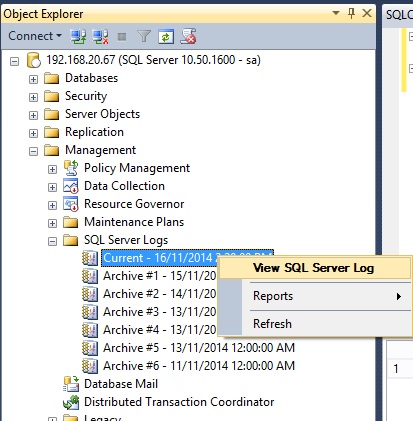 Object Explorer
SQLC
Connect
192.168.20.67 (SQL Server 10.50.1600 - sa)
Databases
Security
Server Objects
Replication
Management
Policy Management
Data Collection
Resource Governor
Maintenance Plans
SQL Server Logs
Current - 16/11/2014
Archive #1 - 15/11/20
Archive #2 - 14/11/20
Archive #3 - 13/11/20
Archive #4 - 13/11/20
Archive #5 - 13/11/2014 12:00:00 AM
Archive #6 - 11/11/2014 12:00:00 AM
Database Mail
Distributed Transaction Coordinator
Legacy
View SQL Server Log
Reports
Refresh
1